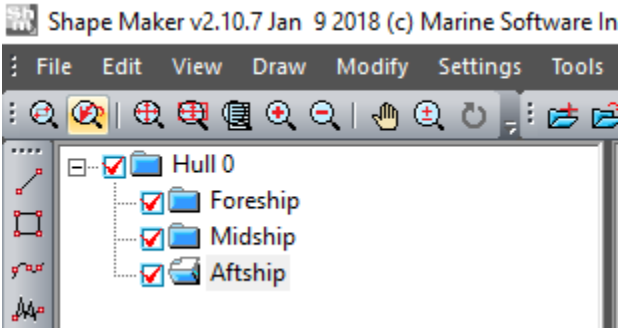 Shape Maker v2.10.7 Jan 9 2018 (c) Marine Software In
File Edit View Draw Modify Settings Tools
Hull 0
Foreship
Midship
Aftship